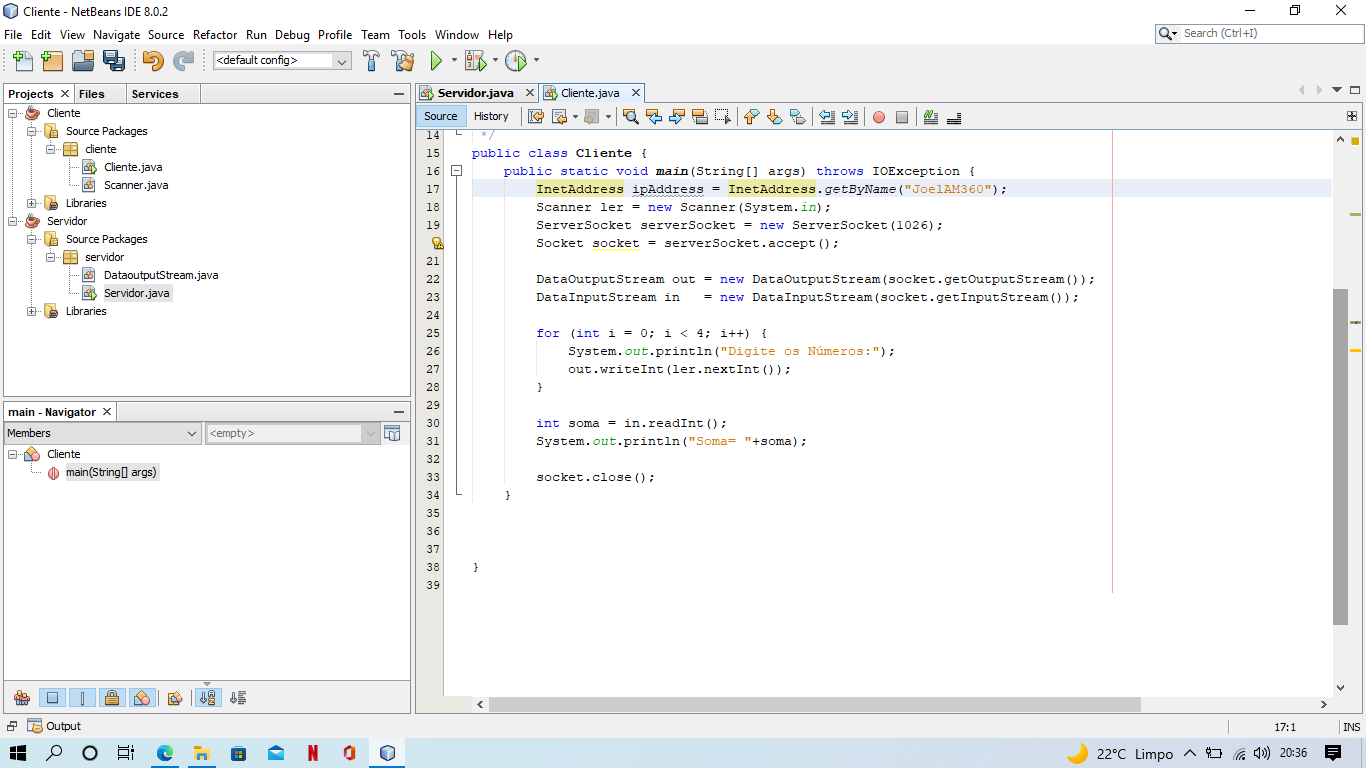 Cliente - NetBeans IDE 8.0.2
File Edit View Navigate Source Refactor Run Debug Profile Team Tools Window Help
Search (Ctrl+I)
<default config>
Projects Files Services
Cliente
Source Packages
cliente
Cliente.java
Scanner.java
Libraries
Servidor
Source Packages
servidor
DataoutputStream.java
Servidor.java
Libraries
main - Navigator
Members <empty>
Cliente
main(String[] args)
Servidor.java Cliente.java
Source History
14 */
15 public class Cliente {
16 public static void main(String[] args) throws IOException {
17 InetAddress ipAddress = InetAddress.getByName("JoelAM360");
18 Scanner ler = new Scanner(System.in);
19 ServerSocket serverSocket = new ServerSocket(1026);
Socket socket = serverSocket.accept();
21
22 DataOutputStream out = new DataOutputStream(socket.getOutputStream());
23 DataInputStream in = new DataInputStream(socket.getInputStream());
24
25 for (int i = 0; i < 4; i++) {
26 System.out.println("Digite os Números:");
27 out.writeInt(ler.nextInt());
28 }
29
30 int soma = in.readInt();
31 System.out.println("Soma= "+soma);
32
33 socket.close();
34 }
35
36
37
38 }
39
Output
17:1 INS
22°C Limpo 20:36